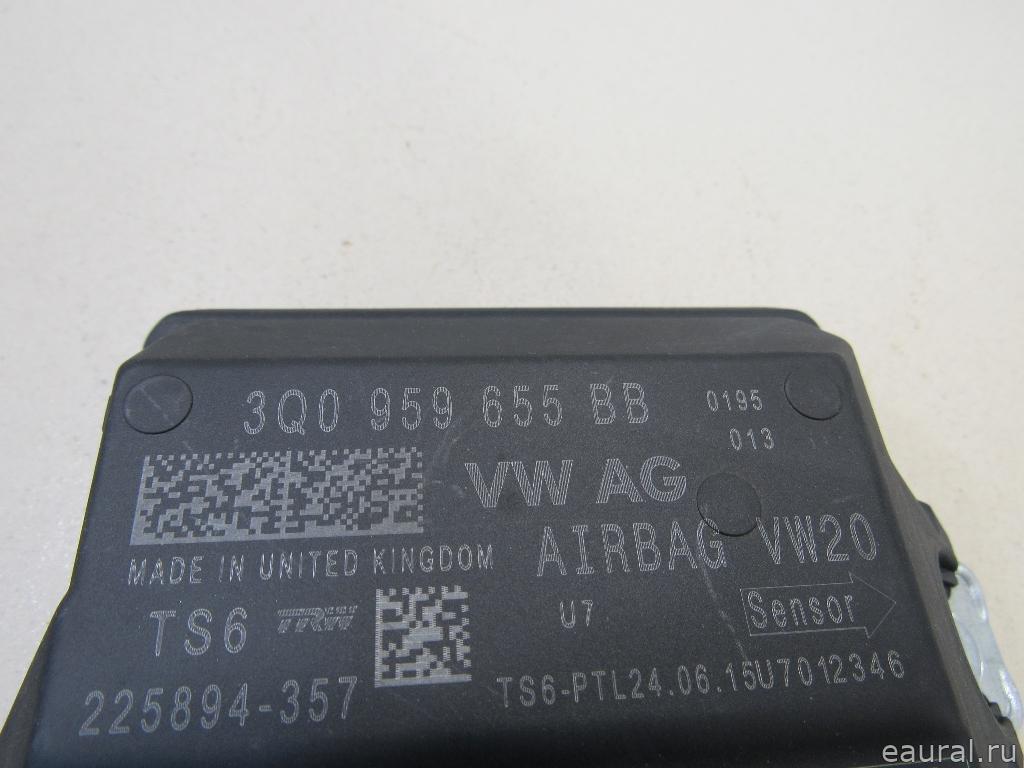 3Q0 959 655 BB 0195
013
VW AG
AIRBAG VW20
MADE IN UNITED KINGDOM
TS6 TRW U7 Sensor
225894-357 TS6-PTL24.06.15U7012346
eaural.ru